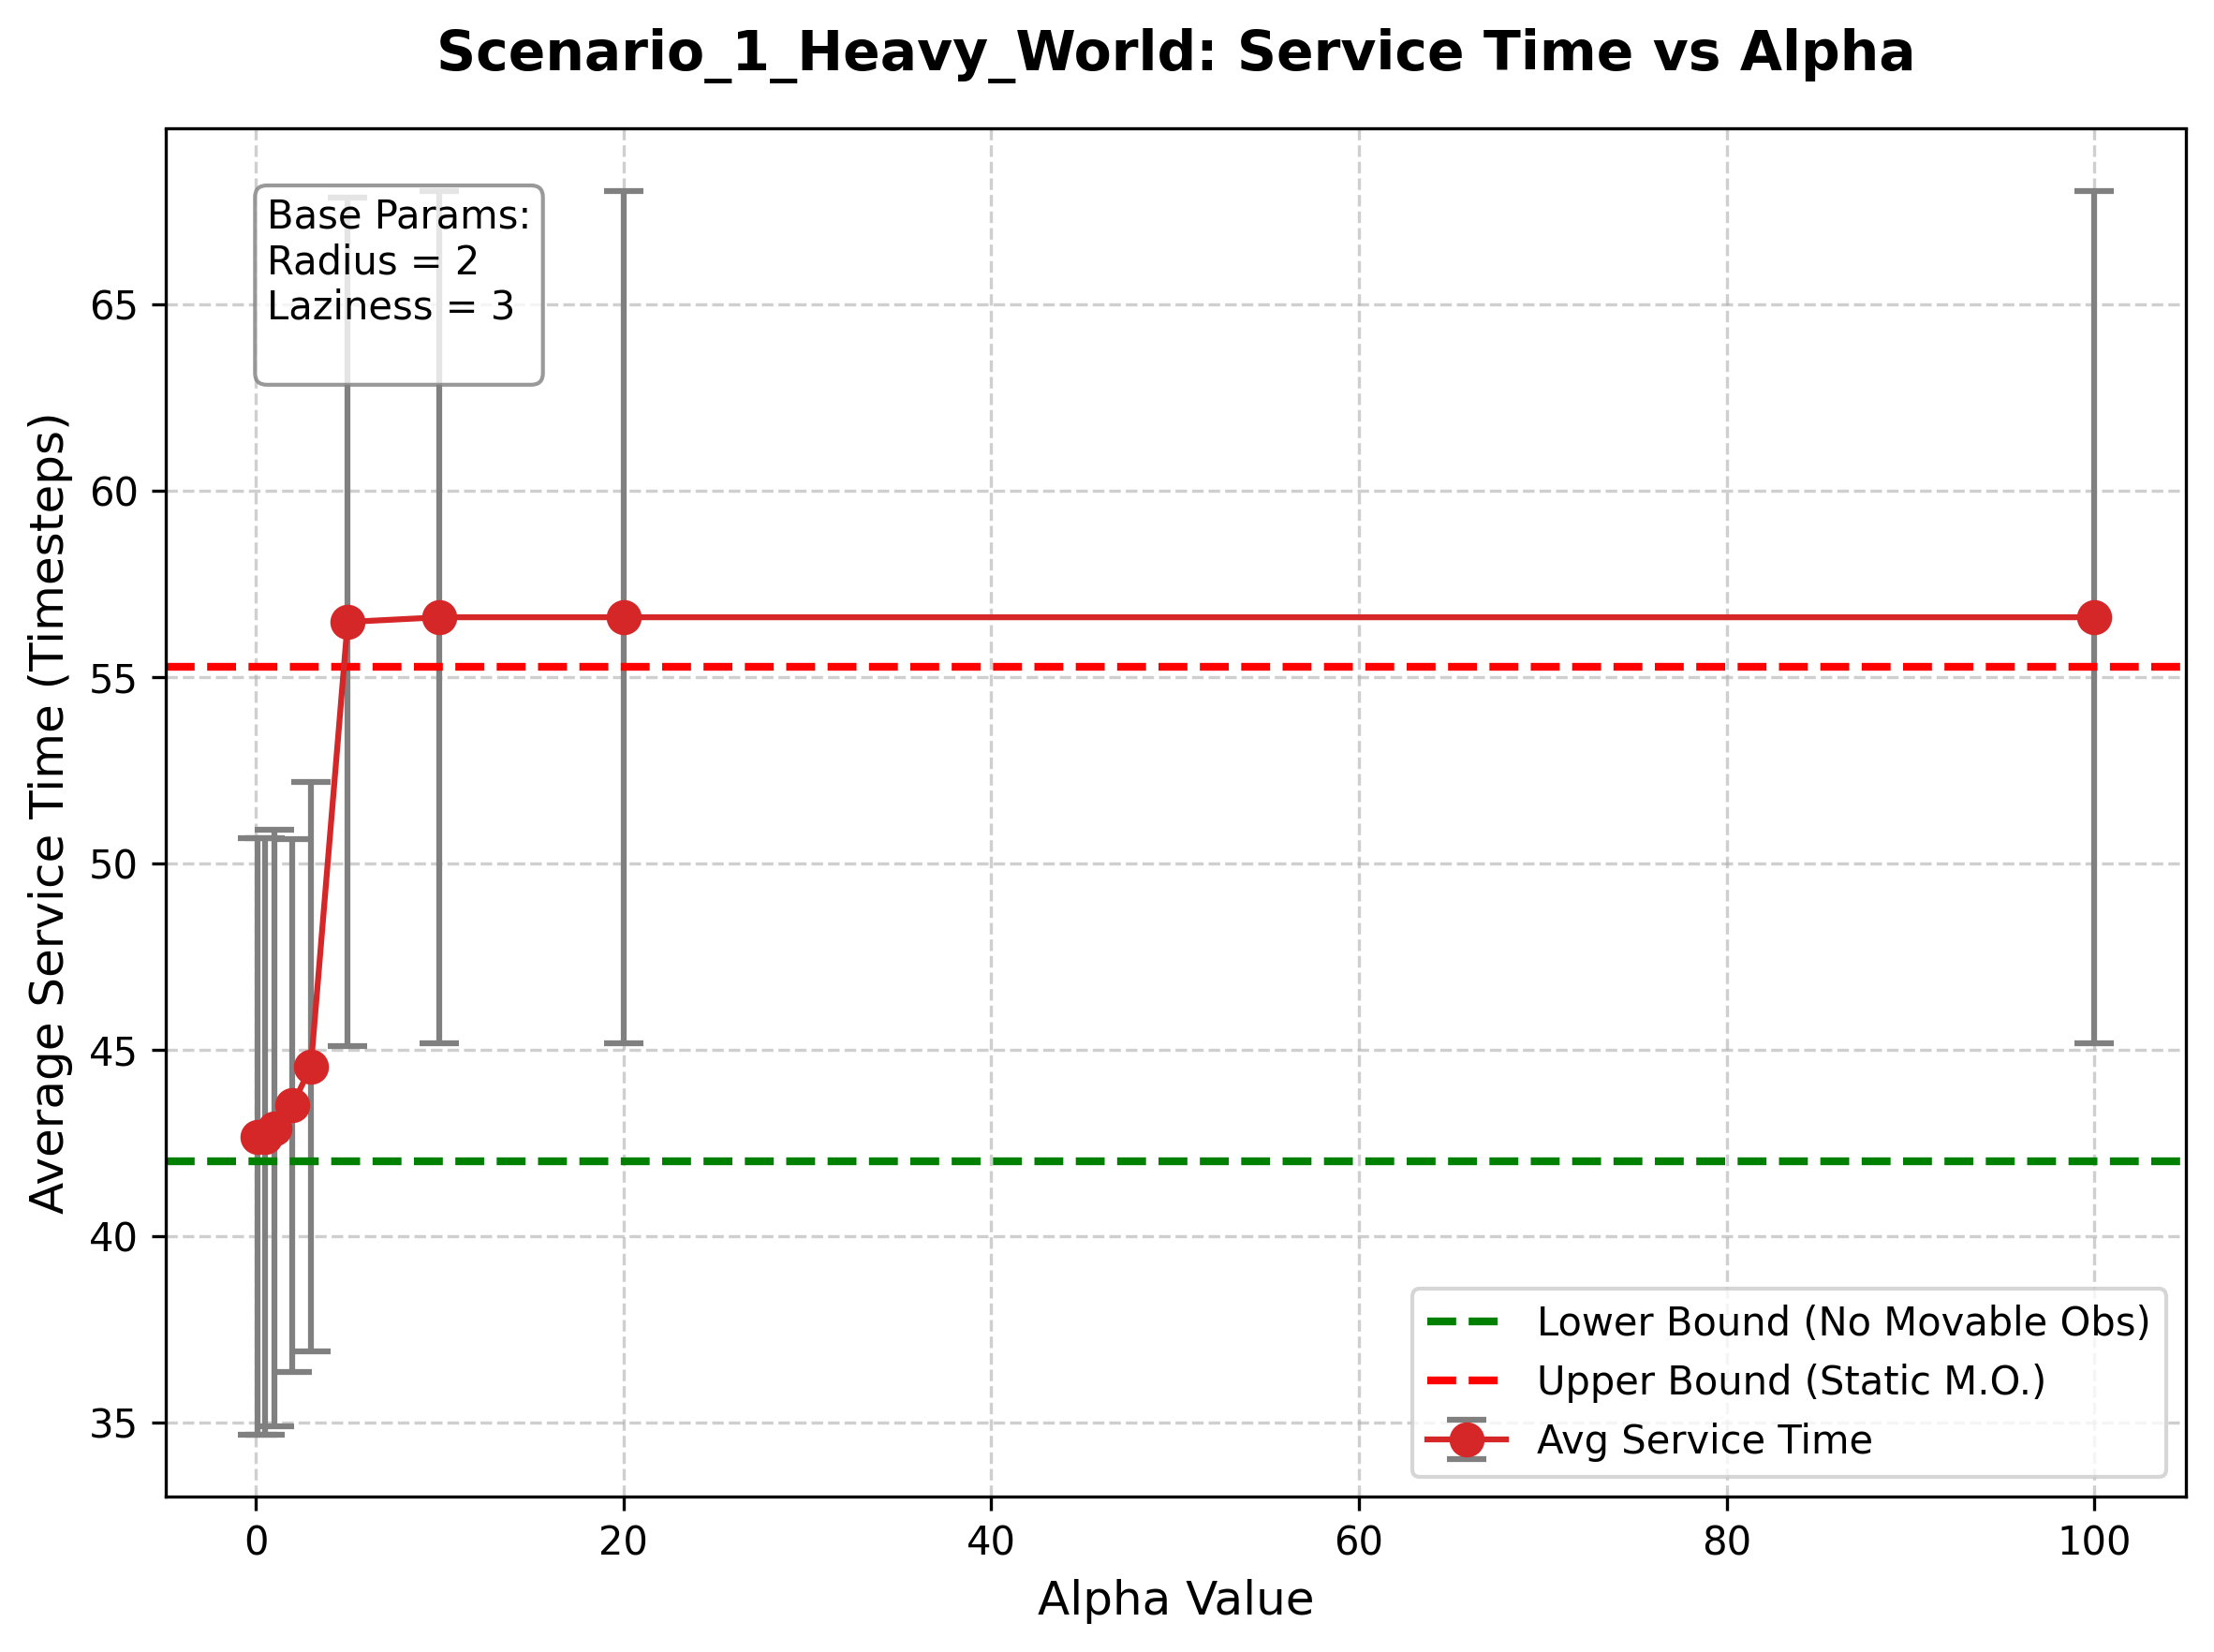 Scenario_1_Heavy_World: Service Time vs Alpha
Base Params:
Radius = 2
Laziness = 3
Average Service Time (Timesteps)
65
60
55
50
45
40
35
0
20
40
60
80
100
Alpha Value
Lower Bound (No Movable Obs)
Upper Bound (Static M.O.)
Avg Service Time